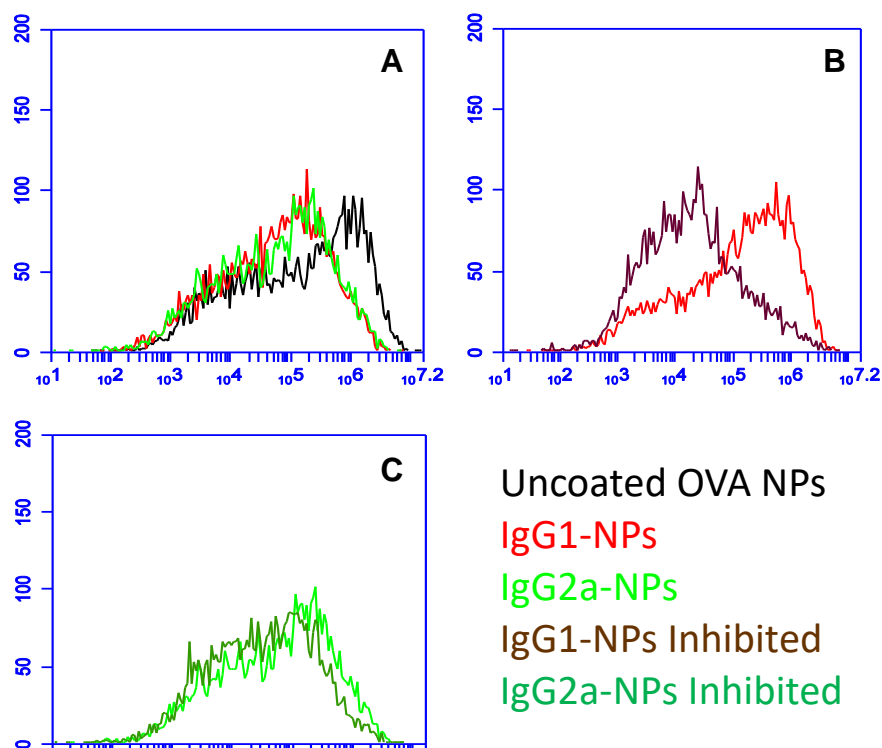 200
150
100
50
0
A
10^1 10^2 10^3 10^4 10^5 10^6 10^7.2
200
150
100
50
0
B
10^1 10^2 10^3 10^4 10^5 10^6 10^7.2
200
150
100
50
0
C
Uncoated OVA NPs
IgG1-NPs
IgG2a-NPs
IgG1-NPs Inhibited
IgG2a-NPs Inhibited